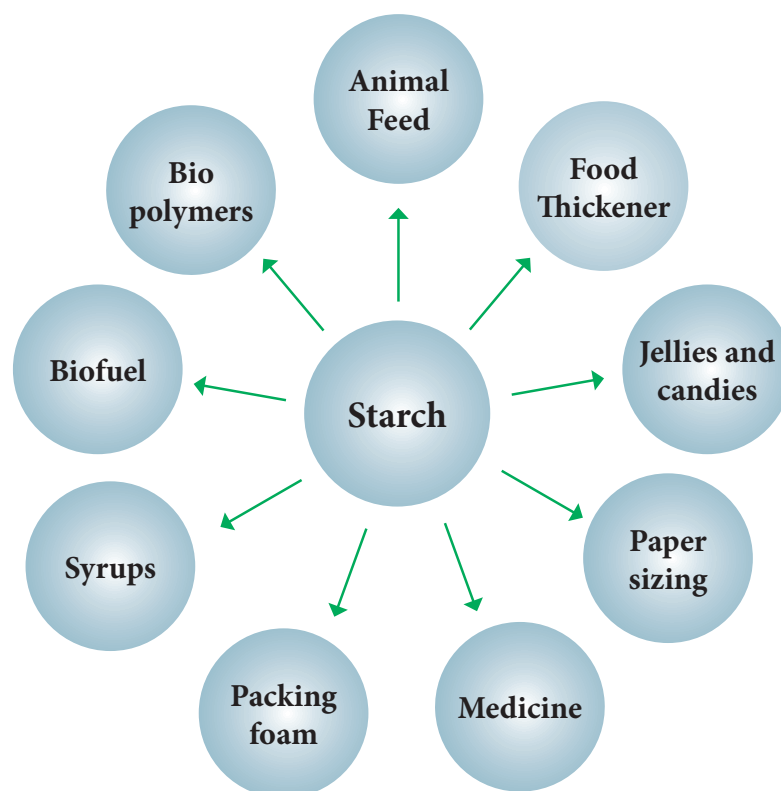 Animal
Feed
Food
Thickener
Jellies and
candies
Paper
sizing
Medicine
Packing
foam
Syrups
Biofuel
Bio
polymers
Starch